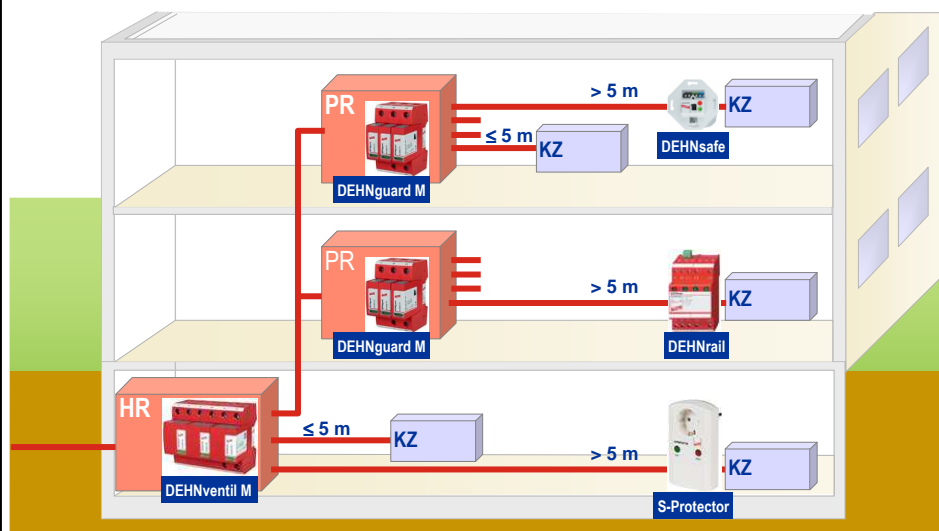 PR
> 5 m
KZ
≤ 5 m
KZ
DEHNsafe
DEHNguard M
PR
> 5 m
KZ
DEHNguard M
DEHNrail
HR
≤ 5 m
KZ
> 5 m
KZ
DEHNventil M
S-Protector